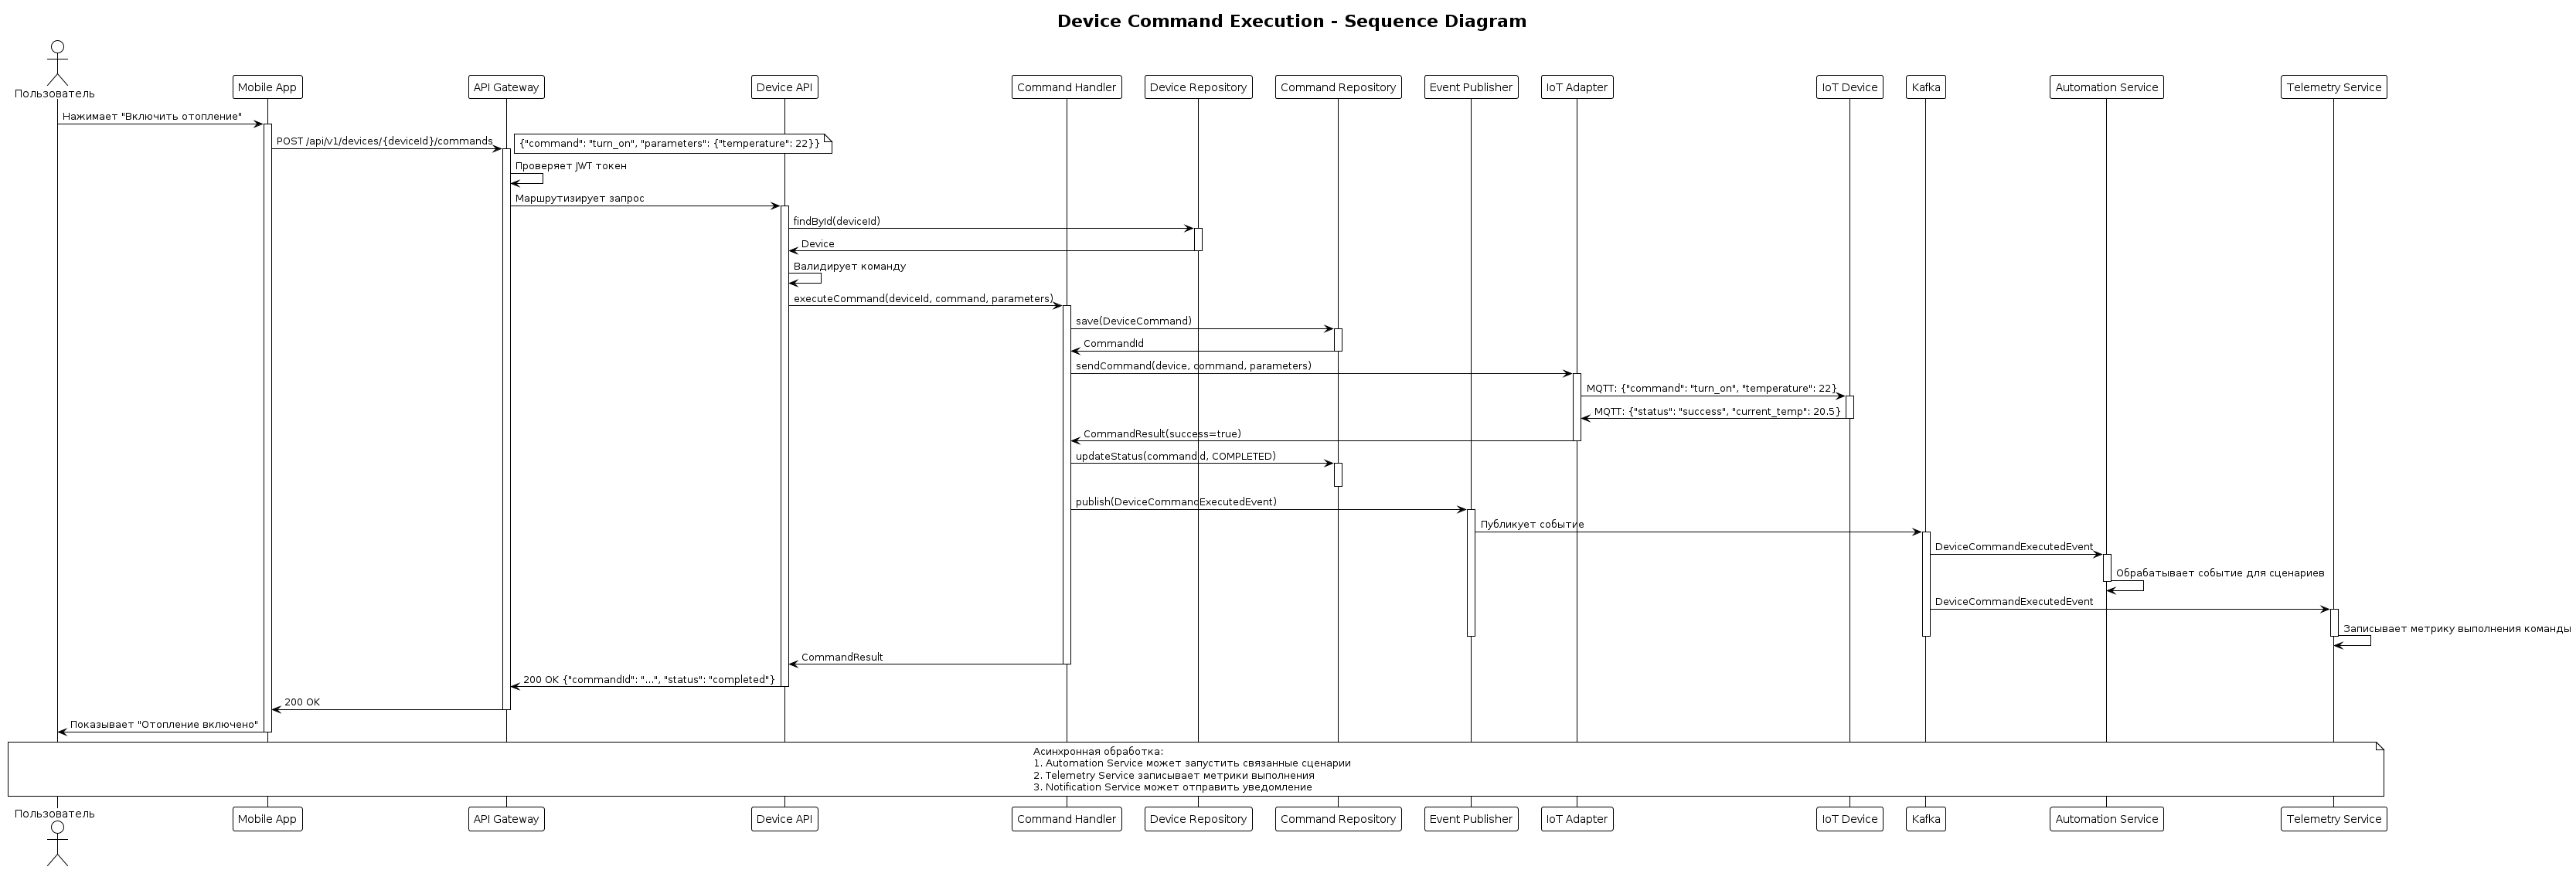 Device Command Execution - Sequence Diagram
Пользователь
Mobile App
API Gateway
Device API
Command Handler
Device Repository
Command Repository
Event Publisher
IoT Adapter
IoT Device
Kafka
Automation Service
Telemetry Service
Нажимает "Включить отопление"
POST /api/v1/devices/{deviceId}/commands
{"command": "turn_on", "parameters": {"temperature": 22}}
Проверяет JWT токен
Маршрутизирует запрос
findById(deviceId)
Device
Валидирует команду
executeCommand(deviceId, command, parameters)
save(DeviceCommand)
CommandId
sendCommand(device, command, parameters)
MQTT: {"command": "turn_on", "temperature": 22}
MQTT: {"status": "success", "current_temp": 20.5}
CommandResult(success=true)
updateStatus(commandId, COMPLETED)
publish(DeviceCommandExecutedEvent)
Публикует событие
DeviceCommandExecutedEvent
Обрабатывает событие для сценариев
DeviceCommandExecutedEvent
Записывает метрику выполнения команды
CommandResult
200 OK {"commandId": "...", "status": "completed"}
200 OK
Показывает "Отопление включено"
Асинхронная обработка:
1. Automation Service может запустить связанные сценарии
2. Telemetry Service записывает метрики выполнения
3. Notification Service может отправить уведомление
Пользователь
Mobile App
API Gateway
Device API
Command Handler
Device Repository
Command Repository
Event Publisher
IoT Adapter
IoT Device
Kafka
Automation Service
Telemetry Service